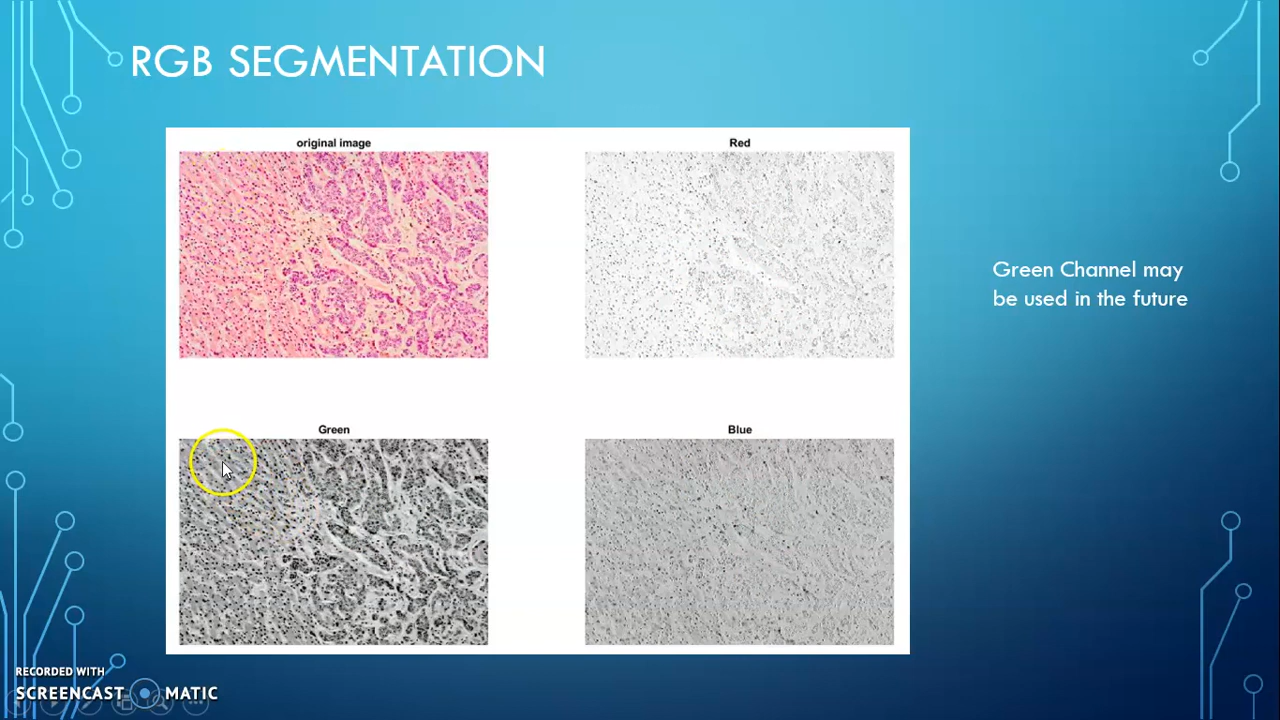 RGB SEGMENTATION
original image
Red
Green Channel may
be used in the future
Green
Blue
RECORDED WITH
SCREENCAST MATIC